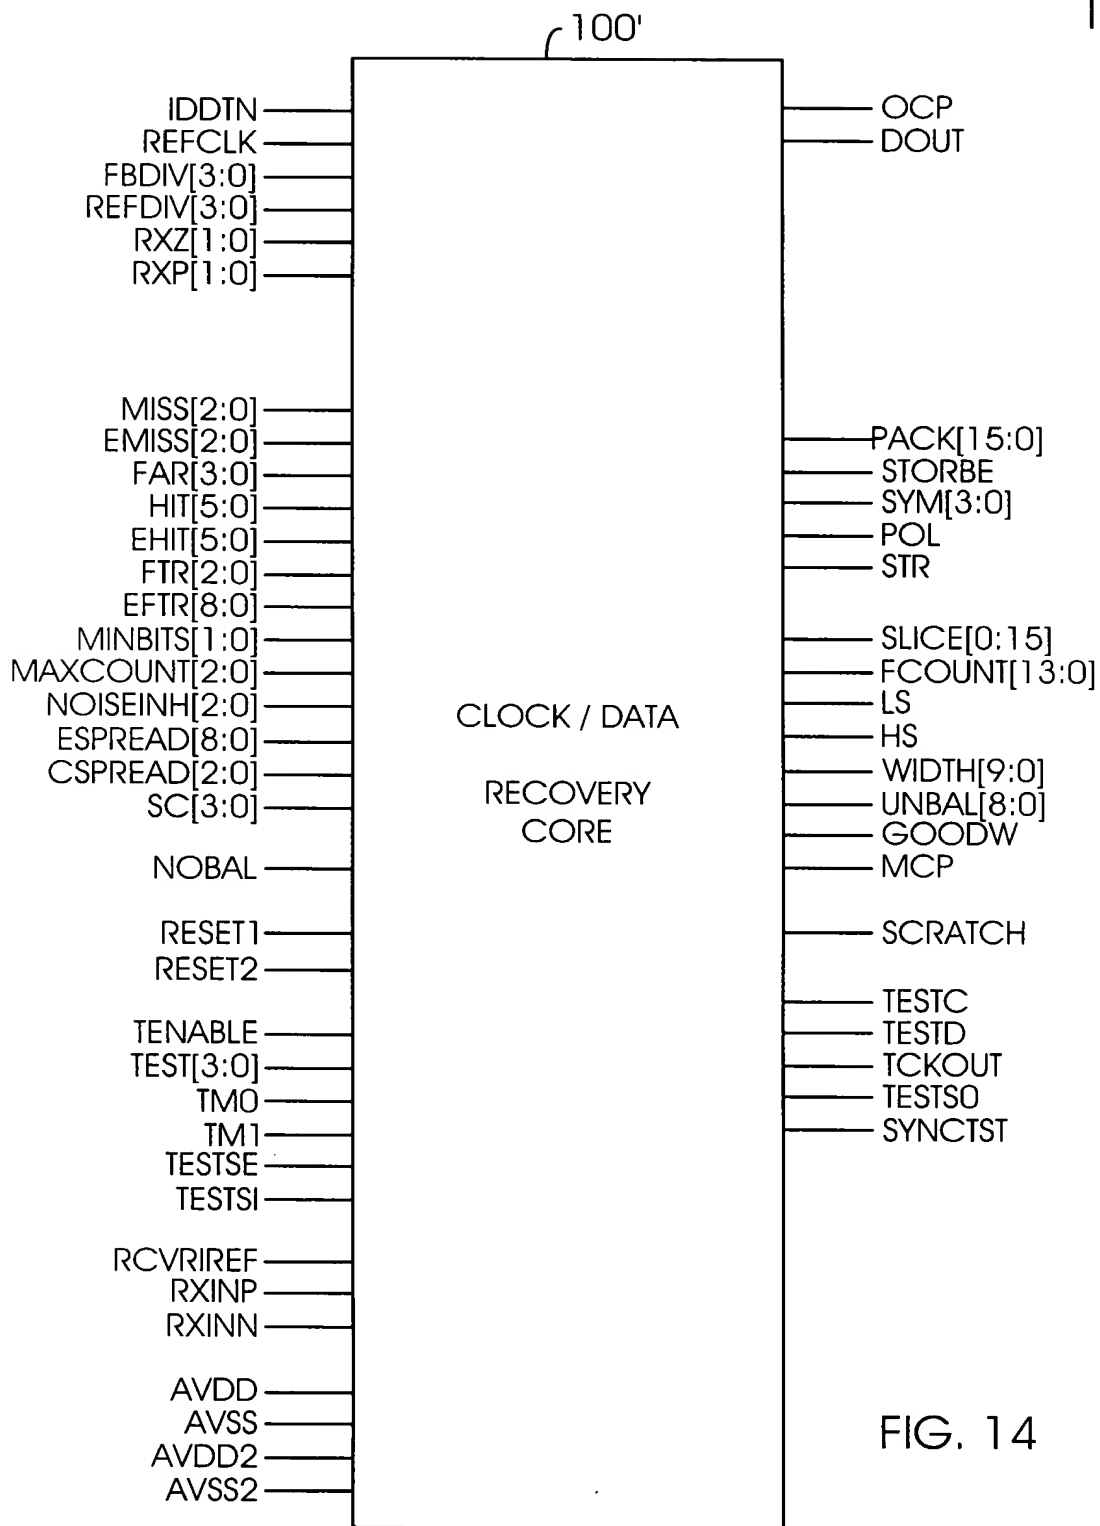 100'
IDDTN
REFCLK
FBDIV[3:0]
REFDIV[3:0]
RXZ[1:0]
RXP[1:0]
MISS[2:0]
EMISS[2:0]
FAR[3:0]
HIT[5:0]
EHIT[5:0]
FTR[2:0]
EFTR[8:0]
MINBITS[1:0]
MAXCOUNT[2:0]
NOISEINH[2:0]
ESPREAD[8:0]
CSPREAD[2:0]
SC[3:0]
NOBAL
RESET1
RESET2
TENABLE
TEST[3:0]
TM0
TM1
TESTSE
TESTSI
RCVRIREF
RXINP
RXINN
AVDD
AVSS
AVDD2
AVSS2
CLOCK / DATA
RECOVERY
CORE
OCP
DOUT
PACK[15:0]
STORBE
SYM[3:0]
POL
STR
SLICE[0:15]
FCOUNT[13:0]
LS
HS
WIDTH[9:0]
UNBAL[8:0]
GOODW
MCP
SCRATCH
TESTC
TESTD
TCKOUT
TESTS0
SYNCTST
FIG. 14